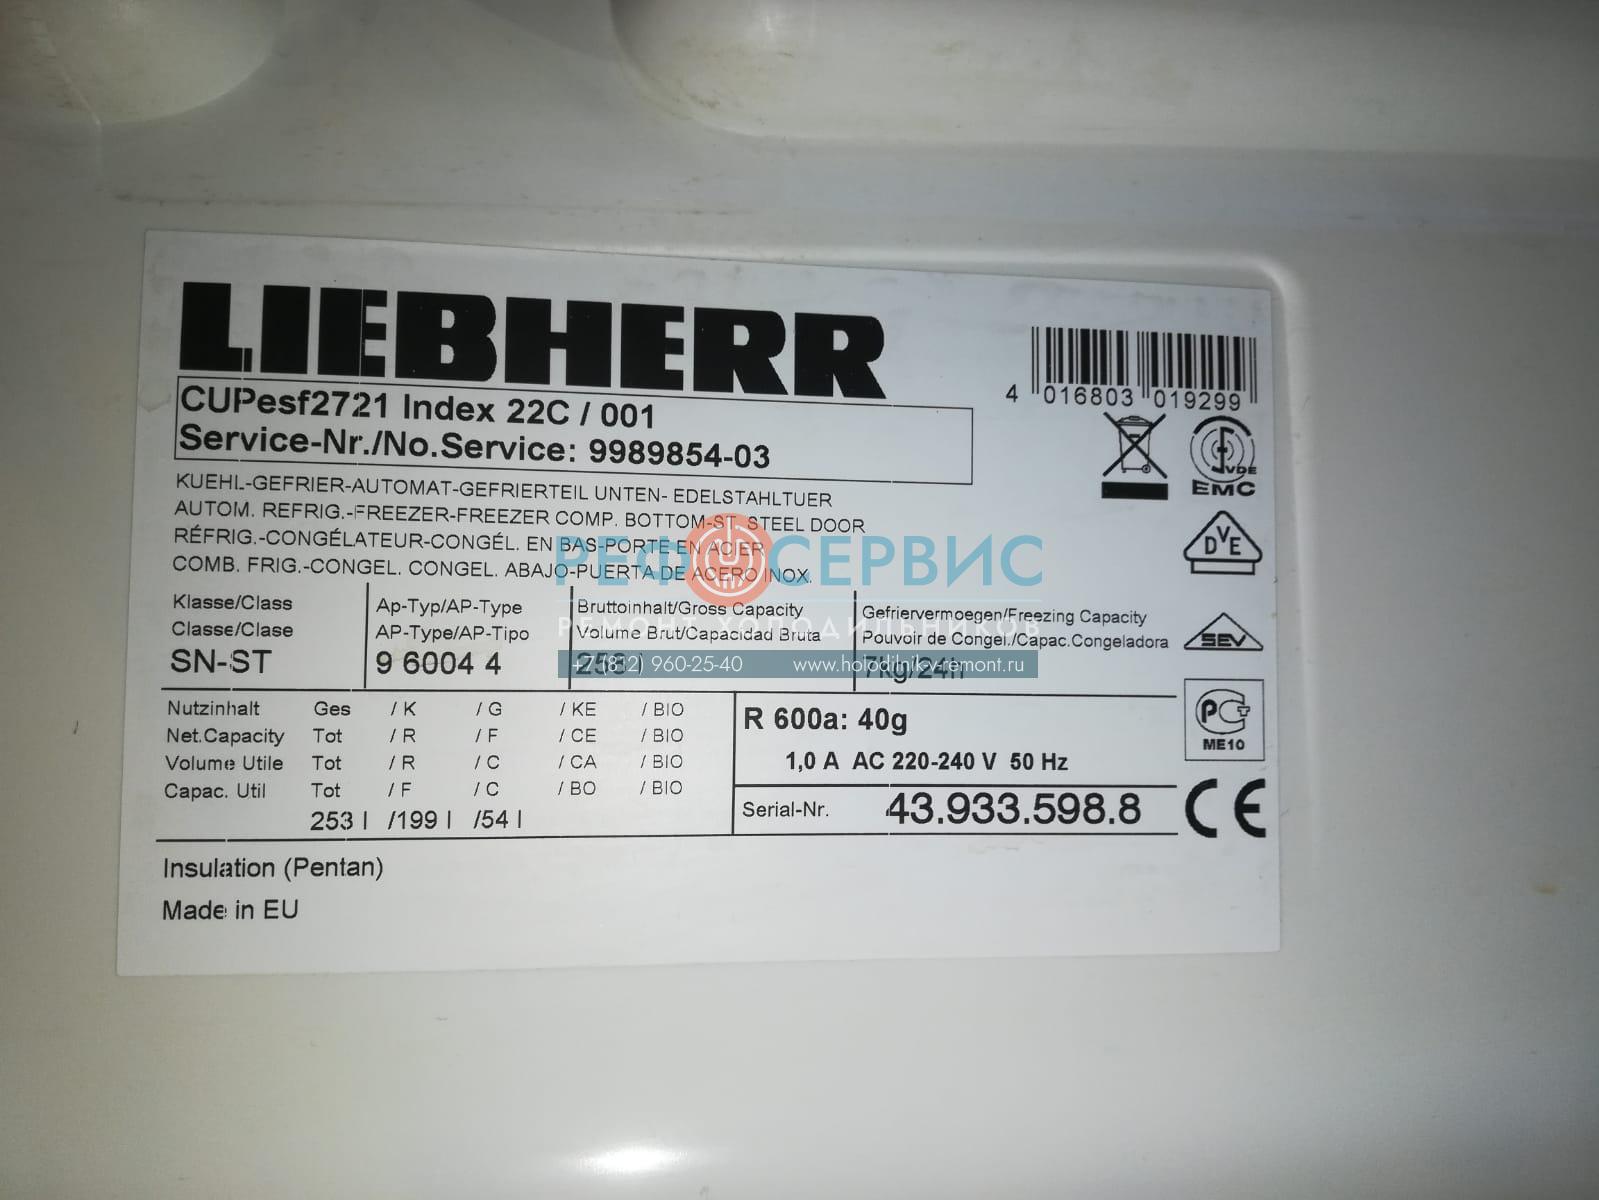 LIEBHERR
CUPesf2721 Index 22C / 001
Service-Nr./No.Service: 9989854-03
4 016803 019299
VDE
EMC
KUEHL-GEFRIER-AUTOMAT-GEFRIERTEIL UNTEN- EDELSTAHLTUER
AUTOM. REFRIG.-FREEZER-FREEZER COMP. BOTTOM-ST. STEEL DOOR
RÉFRIG.-CONGÉLATEUR-CONGÉL. EN BAS-PORTE EN ACIER
COMB. FRIG.-CONGEL. CONGEL. ABAJO-PUERTA DE ACERO INOX.
DVE
РЕФ СЕРВИС
РЕМОНТ ХОЛОДИЛЬНИКОВ
+7 (812) 960-25-40 www.holodilnik-v-remont.ru
Klasse/Class
Classe/Clase
SN-ST
Ap-Typ/AP-Type
AP-Type/AP-Tipo
9 6004 4
Bruttoinhalt/Gross Capacity
Volume Brut/Capacidad Bruta
Gefriervermoegen/Freezing Capacity
Pouvoir de Congel./Capac.Congeladora
7kg/24h
SEV
Nutzinhalt Ges / K / G / KE / BIO
Net.Capacity Tot / R / F / CE / BIO
Volume Utile Tot / R / C / CA / BIO
Capac. Util Tot / F / C / BO / BIO
253 l /199 l /54 l
R 600a: 40g
1,0 A AC 220-240 V 50 Hz
Serial-Nr. 43.933.598.8
РСТ
ME10
CE
Insulation (Pentan)
Made in EU